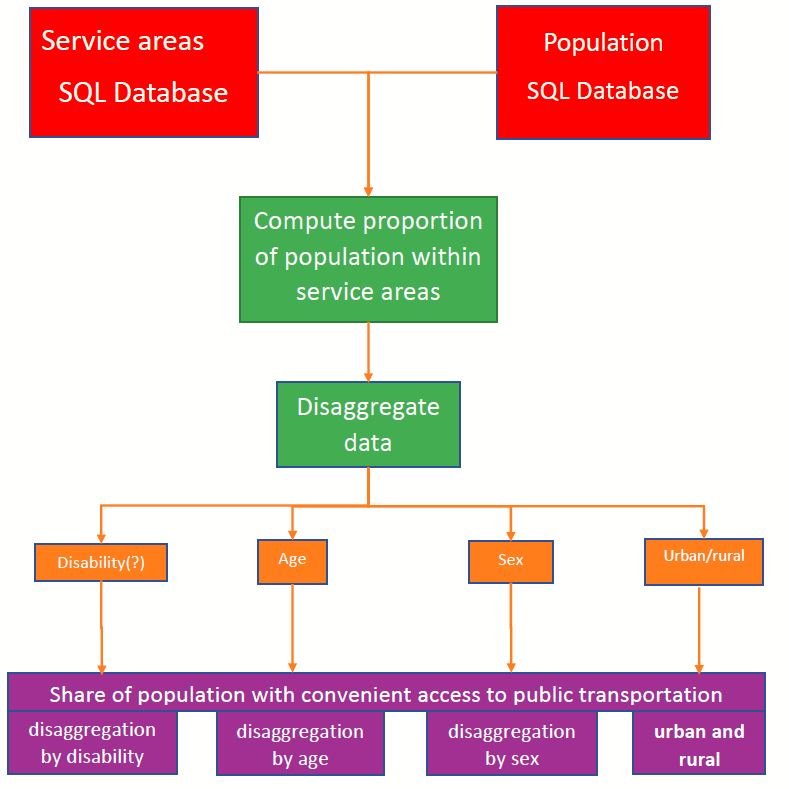 Service areas
SQL Database
Population
SQL Database
Compute proportion
of population within
service areas
Disaggregate
data
Disability(?)
Age
Sex
Urban/rural
Share of population with convenient access to public transportation
disaggregation
by disability
disaggregation
by age
disaggregation
by sex
urban and
rural